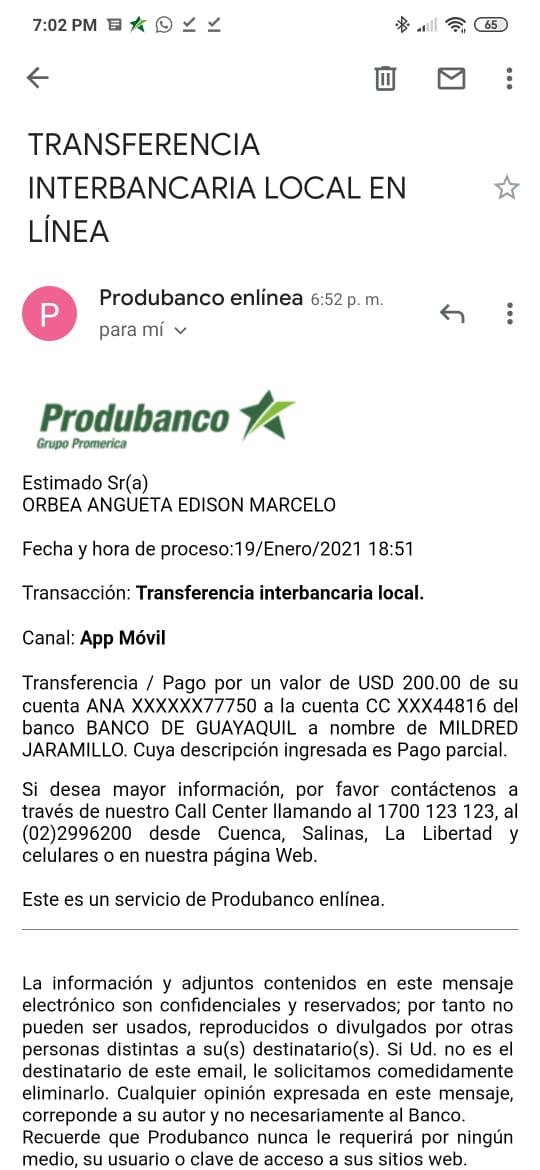 7:02 PM
65
TRANSFERENCIA
INTERBANCARIA LOCAL EN
LÍNEA
P
Produbanco enlínea 6:52 p. m.
para mí
Produbanco
Grupo Promerica
Estimado Sr(a)
ORBEA ANGUETA EDISON MARCELO
Fecha y hora de proceso:19/Enero/2021 18:51
Transacción: Transferencia interbancaria local.
Canal: App Móvil
Transferencia / Pago por un valor de USD 200.00 de su
cuenta ANA XXXXXX77750 a la cuenta CC XXX44816 del
banco BANCO DE GUAYAQUIL a nombre de MILDRED
JARAMILLO. Cuya descripción ingresada es Pago parcial.
Si desea mayor información, por favor contáctenos a
través de nuestro Call Center llamando al 1700 123 123, al
(02)2996200 desde Cuenca, Salinas, La Libertad y
celulares o en nuestra página Web.
Este es un servicio de Produbanco enlínea.
La información y adjuntos contenidos en este mensaje
electrónico son confidenciales y reservados; por tanto no
pueden ser usados, reproducidos o divulgados por otras
personas distintas a su(s) destinatario(s). Si Ud. no es el
destinatario de este email, le solicitamos comedidamente
eliminarlo. Cualquier opinión expresada en este mensaje,
correponde a su autor y no necesariamente al Banco.
Recuerde que Produbanco nunca le requerirá por ningún
medio, su usuario o clave de acceso a sus sitios web.